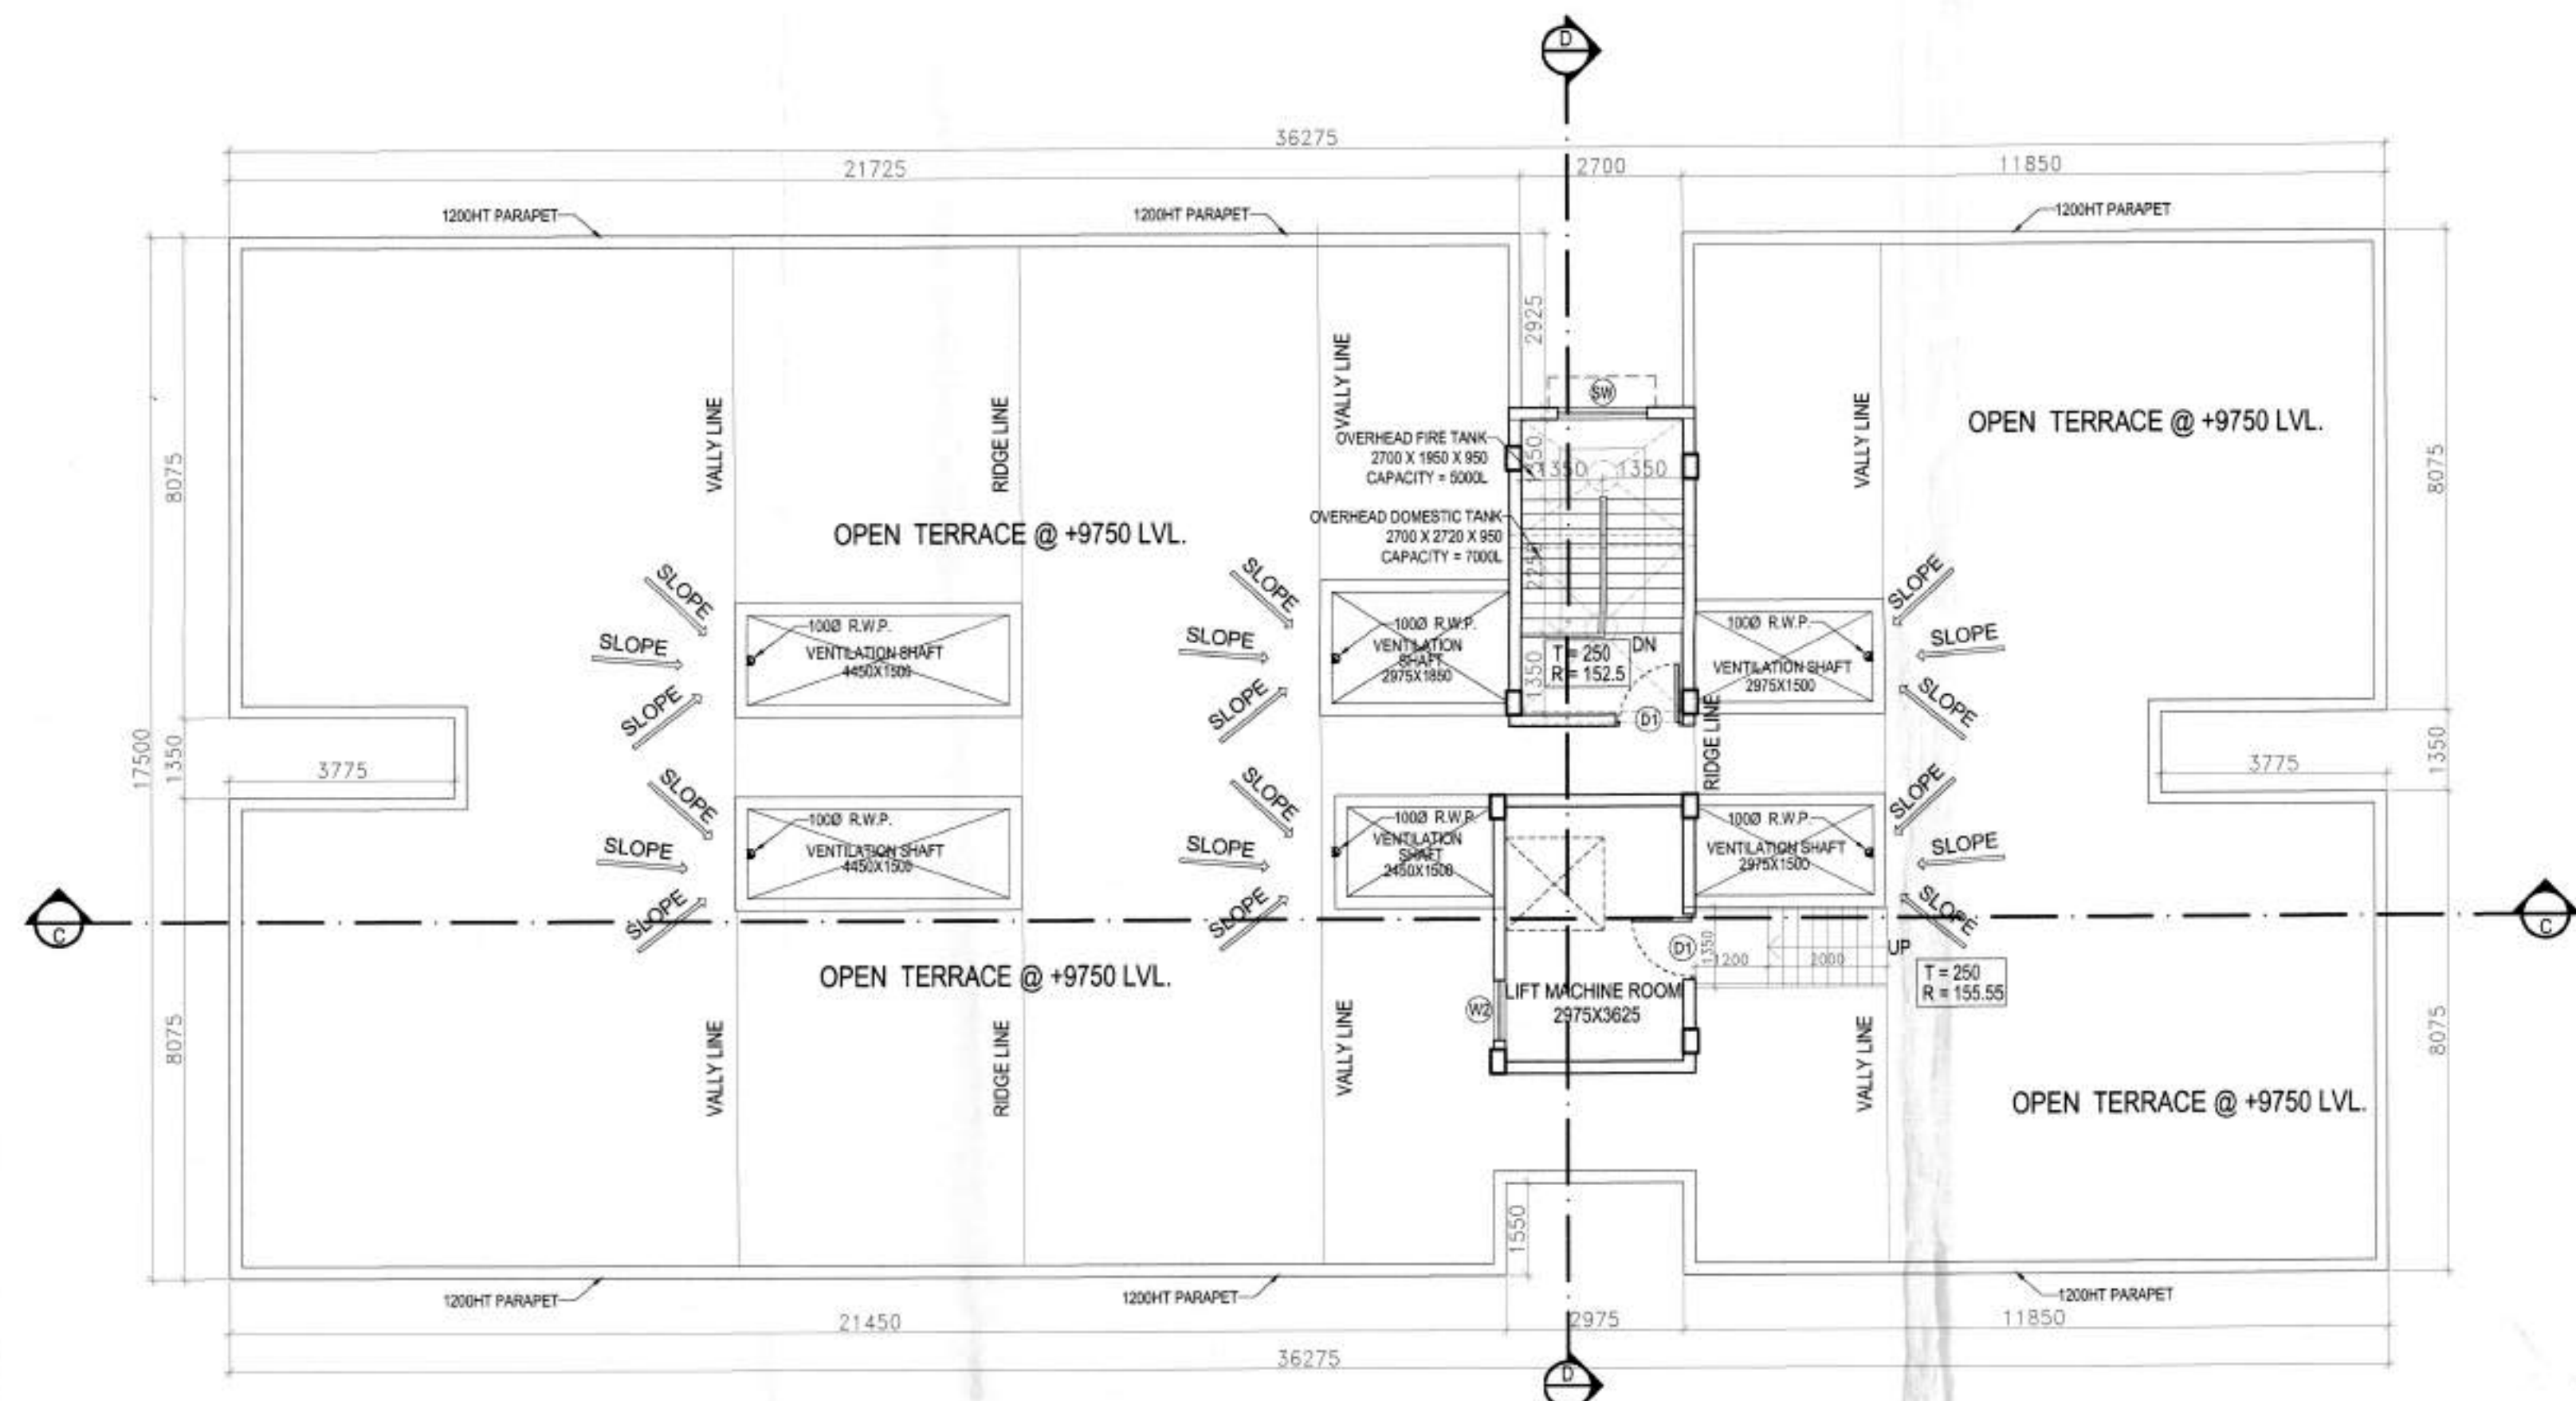 D
36275
21725
2700
11850
1200HT PARAPET
1200HT PARAPET
1200HT PARAPET
2925
VALLY LINE
RIDGE LINE
VALLY LINE
VALLY LINE
SW
OVERHEAD FIRE TANK
2700 X 1950 X 950
CAPACITY = 5000L
1350
1350
1350
OPEN TERRACE @ +9750 LVL.
8075
8075
OVERHEAD DOMESTIC TANK
2700 X 2720 X 950
CAPACITY = 7000L
OPEN TERRACE @ +9750 LVL.
SLOPE
SLOPE
SLOPE
SLOPE
SLOPE
SLOPE
SLOPE
SLOPE
SLOPE
100Ø R.W.P.
VENTILATION SHAFT
4450X1500
100Ø R.W.P.
VENTILATION
SHAFT
2975X1850
1350
T = 250
R = 152.5
DN
D1
100Ø R.W.P.
VENTILATION SHAFT
2975X1500
RIDGE LINE
17500
1350
3775
3775
1350
SLOPE
SLOPE
SLOPE
SLOPE
SLOPE
SLOPE
SLOPE
SLOPE
SLOPE
100Ø R.W.P.
VENTILATION SHAFT
4450X1500
100Ø R.W.P.
VENTILATION
SHAFT
2450X1500
100Ø R.W.P.
VENTILATION SHAFT
2975X1500
C
C
D1
1350
1200
2000
UP
T = 250
R = 155.55
OPEN TERRACE @ +9750 LVL.
W2
LIFT MACHINE ROOM
2975X3625
8075
8075
VALLY LINE
RIDGE LINE
VALLY LINE
VALLY LINE
OPEN TERRACE @ +9750 LVL.
1550
1200HT PARAPET
1200HT PARAPET
1200HT PARAPET
21450
2975
11850
36275
D